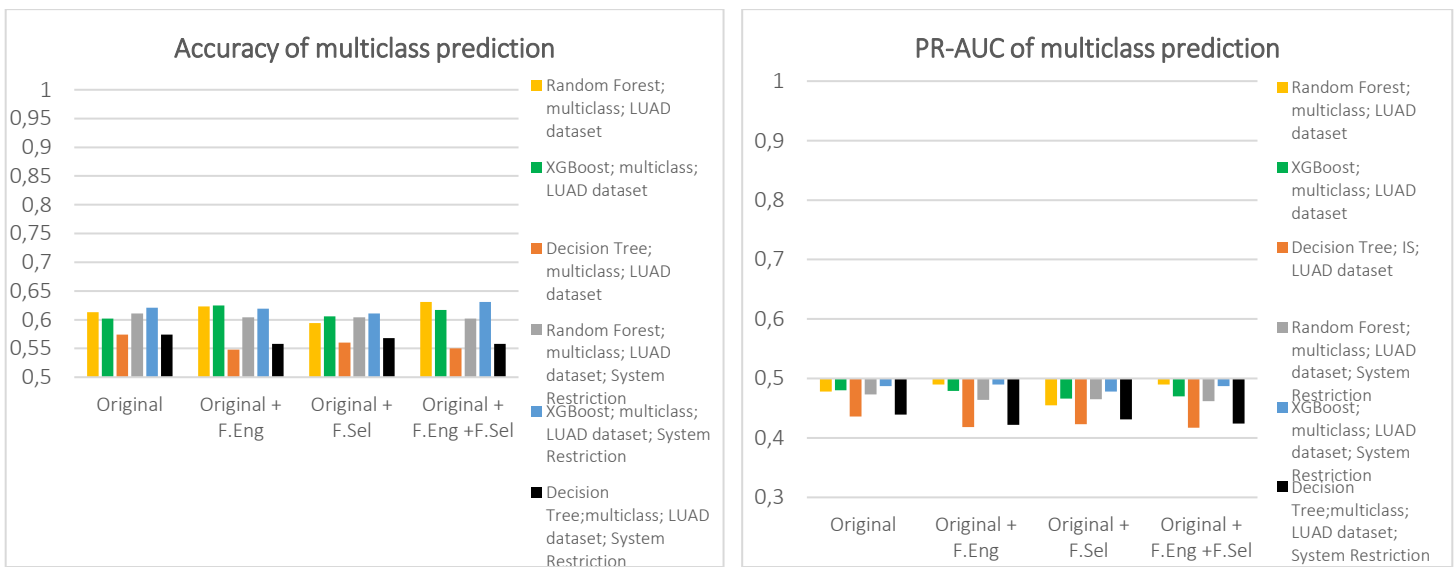 Accuracy of multiclass prediction
1
0,95
0,9
0,85
0,8
0,75
0,7
0,65
0,6
0,55
0,5
Original
Original +
F.Eng
Original +
F.Sel
Original +
F.Eng +F.Sel
Random Forest;
multiclass; LUAD
dataset
XGBoost; multiclass;
LUAD dataset
Decision Tree;
multiclass; LUAD
dataset
Random Forest;
multiclass; LUAD
dataset; System
Restriction
XGBoost; multiclass;
LUAD dataset; System
Restriction
Decision
Tree;multiclass; LUAD
dataset; System
Restriction
PR-AUC of multiclass prediction
1
0,9
0,8
0,7
0,6
0,5
0,4
0,3
Original
Original +
F.Eng
Original +
F.Sel
Original +
F.Eng +F.Sel
Random Forest;
multiclass; LUAD
dataset
XGBoost;
multiclass; LUAD
dataset
Decision Tree; IS;
LUAD dataset
Random Forest;
multiclass; LUAD
dataset; System
Restriction
XGBoost;
multiclass; LUAD
dataset; System
Restriction
Decision
Tree;multiclass;
LUAD dataset;
System Restriction